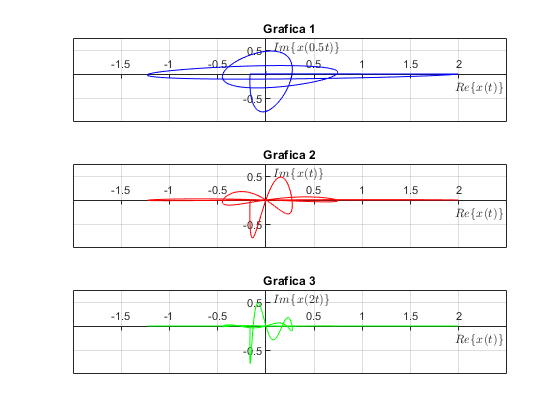 Grafica 1
0.5 Im{x(0.5t)}
-1.5 -1 -0.5 0.5 1 1.5 2
Re{x(t)}
-0.5
Grafica 2
0.5 Im{x(t)}
-1.5 -1 -0.5 0.5 1 1.5 2
Re{x(t)}
-0.5
Grafica 3
0.5 Im{x(2t)}
-1.5 -1 -0.5 0.5 1 1.5 2
Re{x(t)}
-0.5